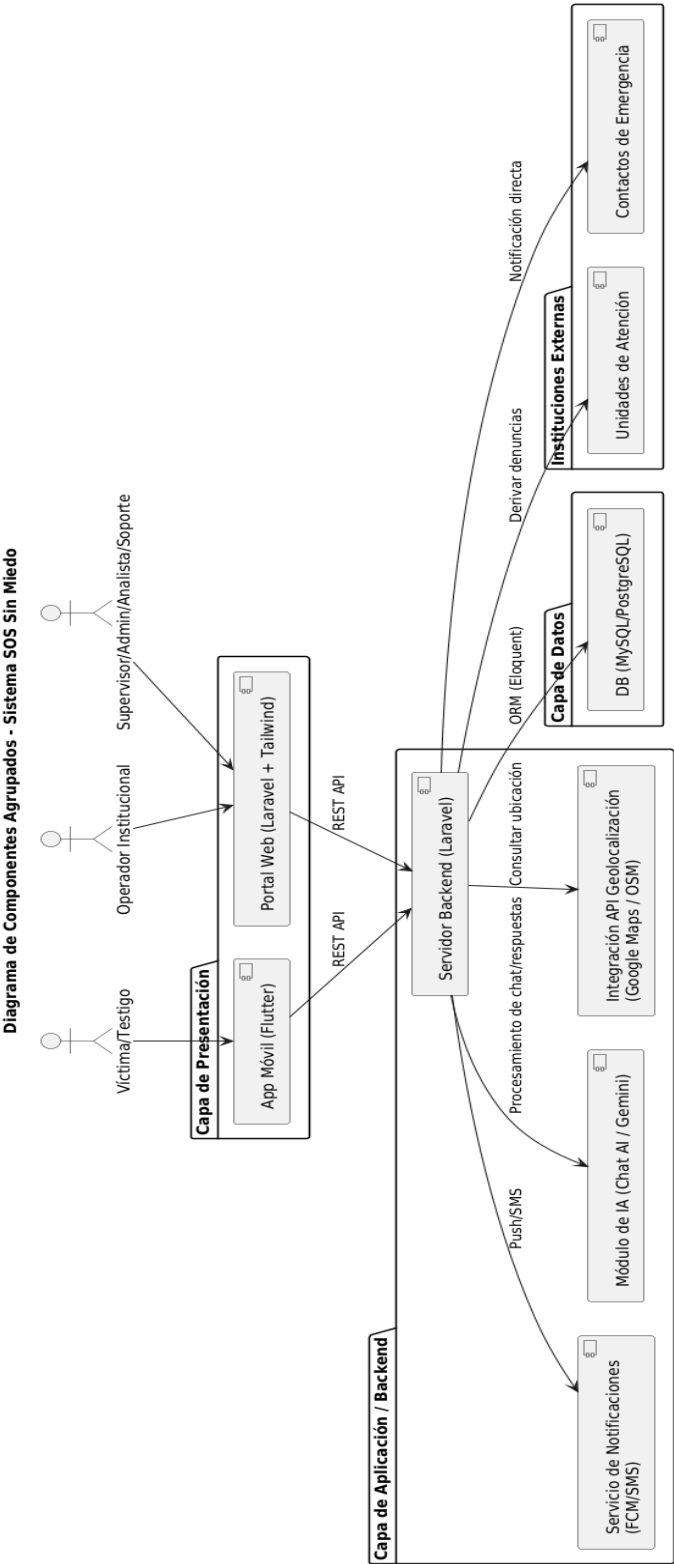 Diagrama de Componentes Agrupados - Sistema SOS Sin Miedo
Víctima/Testigo
Operador Institucional
Supervisor/Admin/Analista/Soporte
Capa de Presentación
App Móvil (Flutter)
Portal Web (Laravel + Tailwind)
REST API
REST API
Capa de Aplicación / Backend
Servidor Backend (Laravel)
Push/SMS
Procesamiento de chat/respuestas
Consultar ubicación
ORM (Eloquent)
Derivar denuncias
Notificación directa
Servicio de Notificaciones
(FCM/SMS)
Módulo de IA (Chat AI / Gemini)
Integración API Geolocalización
(Google Maps / OSM)
Capa de Datos
DB (MySQL/PostgreSQL)
Instituciones Externas
Unidades de Atención
Contactos de Emergencia